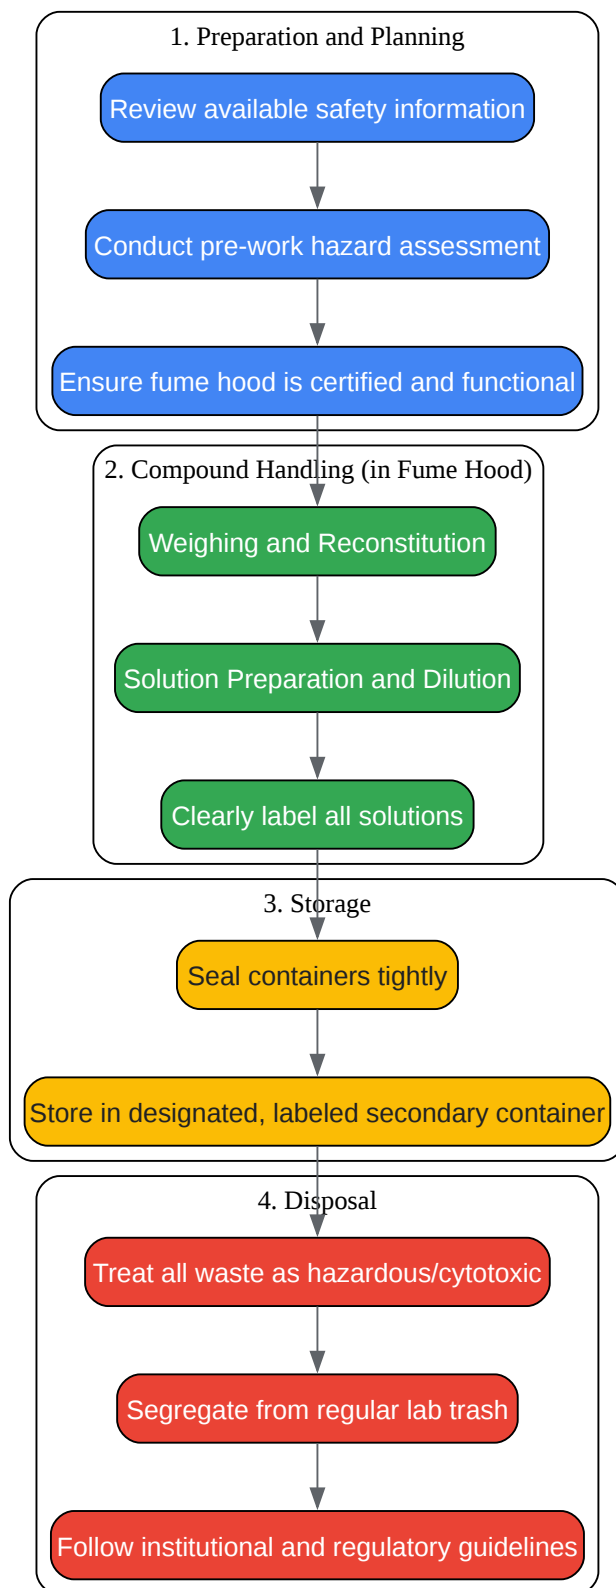 1. Preparation and Planning
Review available safety information
Conduct pre-work hazard assessment
Ensure fume hood is certified and functional
2. Compound Handling (in Fume Hood)
Weighing and Reconstitution
Solution Preparation and Dilution
Clearly label all solutions
3. Storage
Seal containers tightly
Store in designated, labeled secondary container
4. Disposal
Treat all waste as hazardous/cytotoxic
Segregate from regular lab trash
Follow institutional and regulatory guidelines